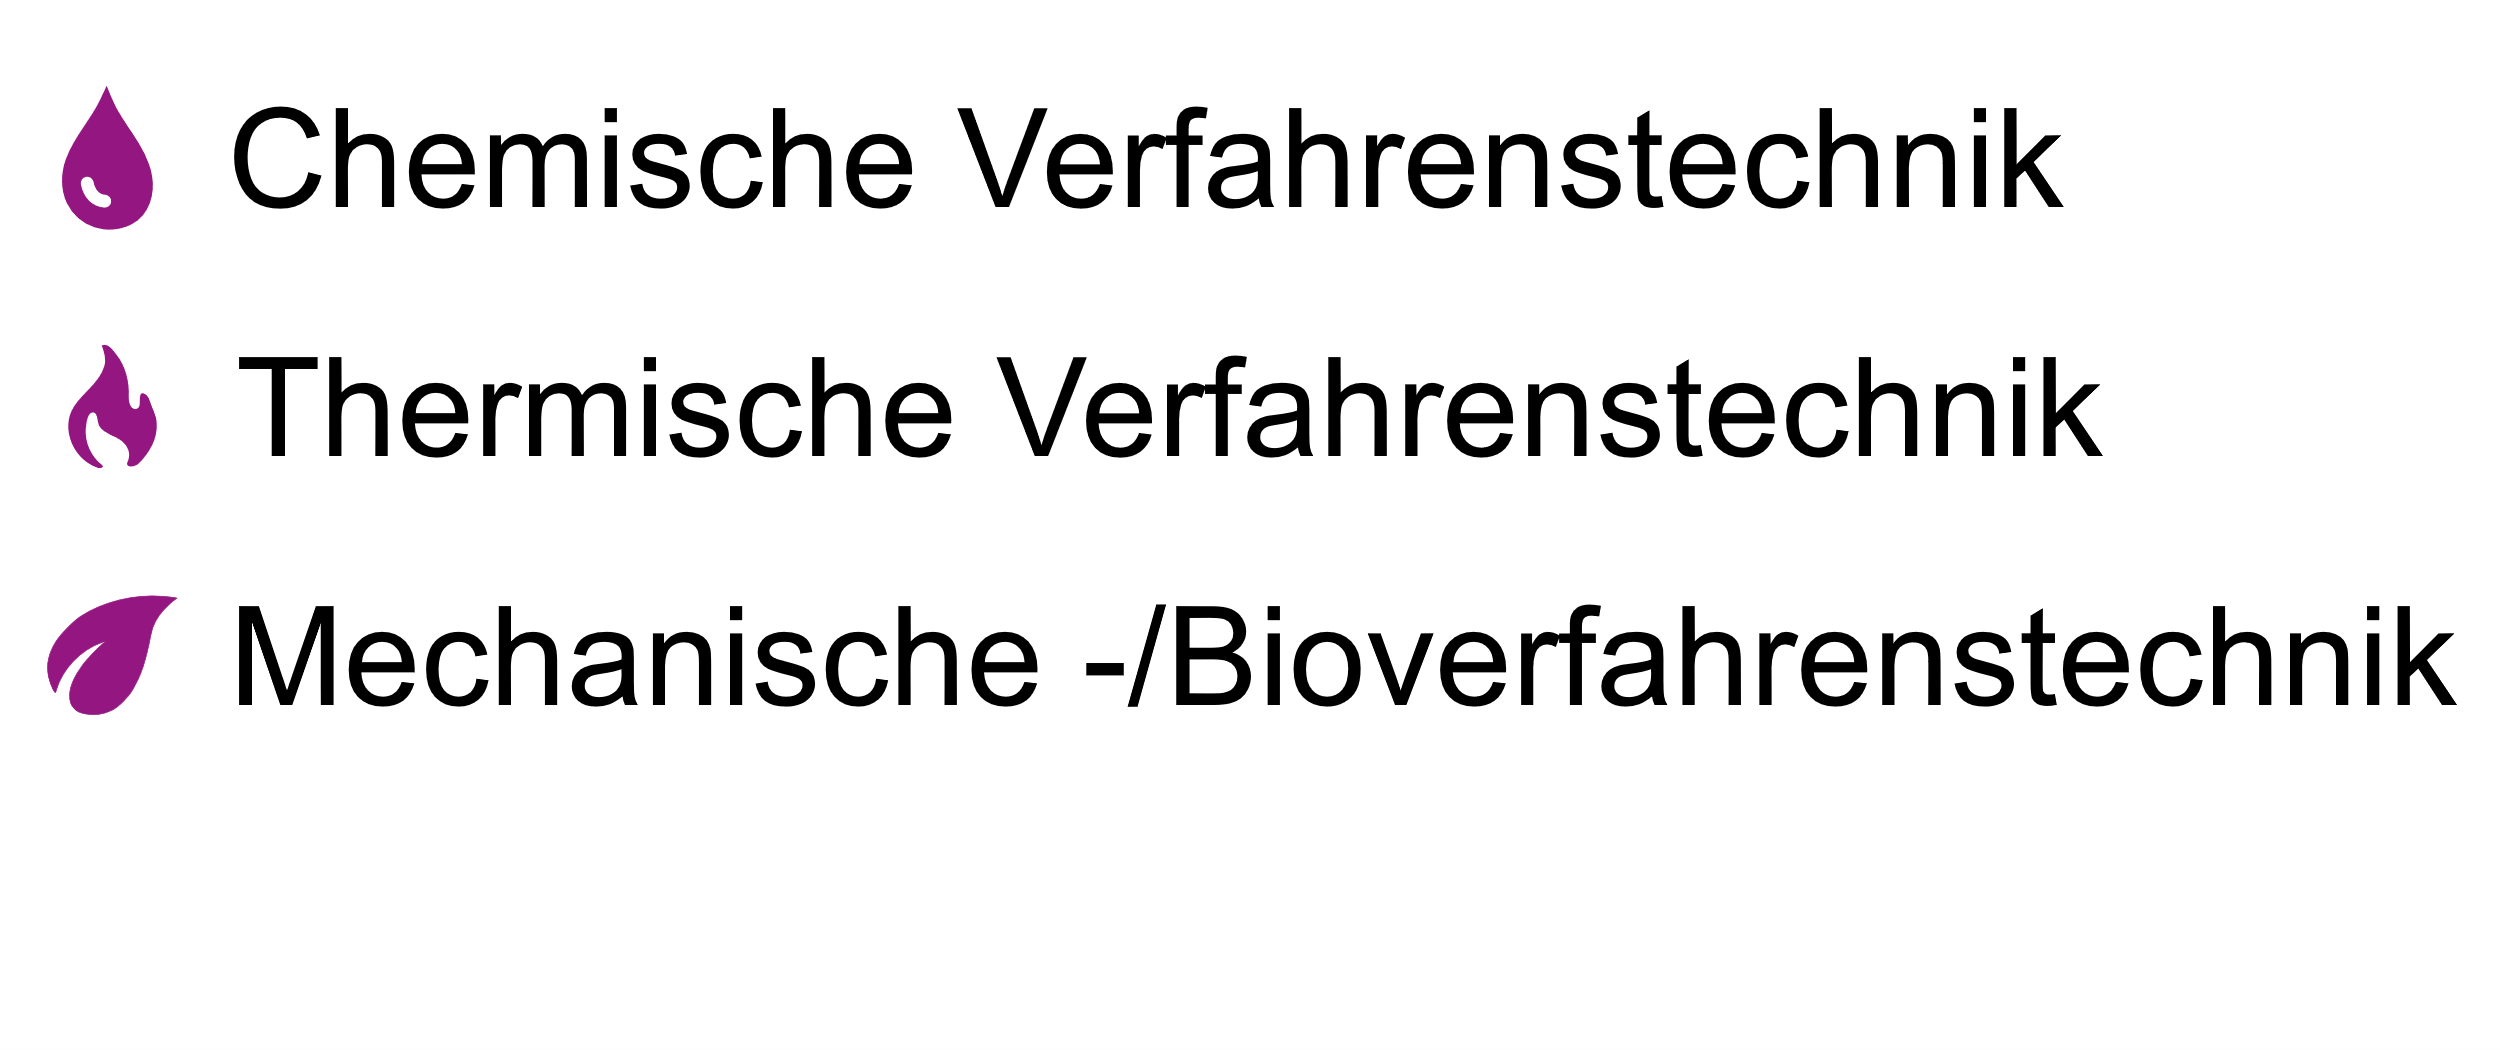 Chemische Verfahrenstechnik
Thermische Verfahrenstechnik
Mechanische -/Bioverfahrenstechnik